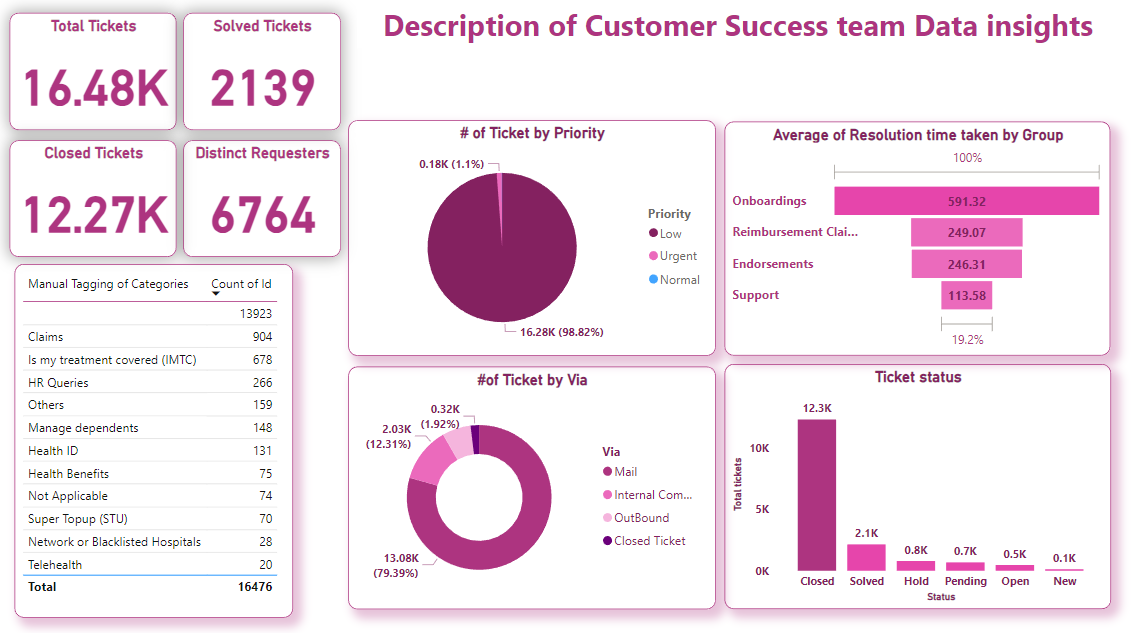 Description of Customer Success team Data insights
Total Tickets
16.48K
Solved Tickets
2139
Closed Tickets
12.27K
Distinct Requesters
6764
Manual Tagging of Categories Count of Id
13923
Claims 904
Is my treatment covered (IMTC) 678
HR Queries 266
Others 159
Manage dependents 148
Health ID 131
Health Benefits 75
Not Applicable 74
Super Topup (STU) 70
Network or Blacklisted Hospitals 28
Telehealth 20
Total 16476
# of Ticket by Priority
0.18K (1.1%)
16.28K (98.82%)
Priority
Low
Urgent
Normal
Average of Resolution time taken by Group
100%
Onboardings 591.32
Reimbursement Clai... 249.07
Endorsements 246.31
Support 113.58
19.2%
#of Ticket by Via
0.32K
(1.92%)
2.03K
(12.31%)
13.08K
(79.39%)
Via
Mail
Internal Com...
OutBound
Closed Ticket
Ticket status
Total tickets
10K
5K
0K
12.3K
2.1K
0.8K
0.7K
0.5K
0.1K
Closed Solved Hold Pending Open New
Status